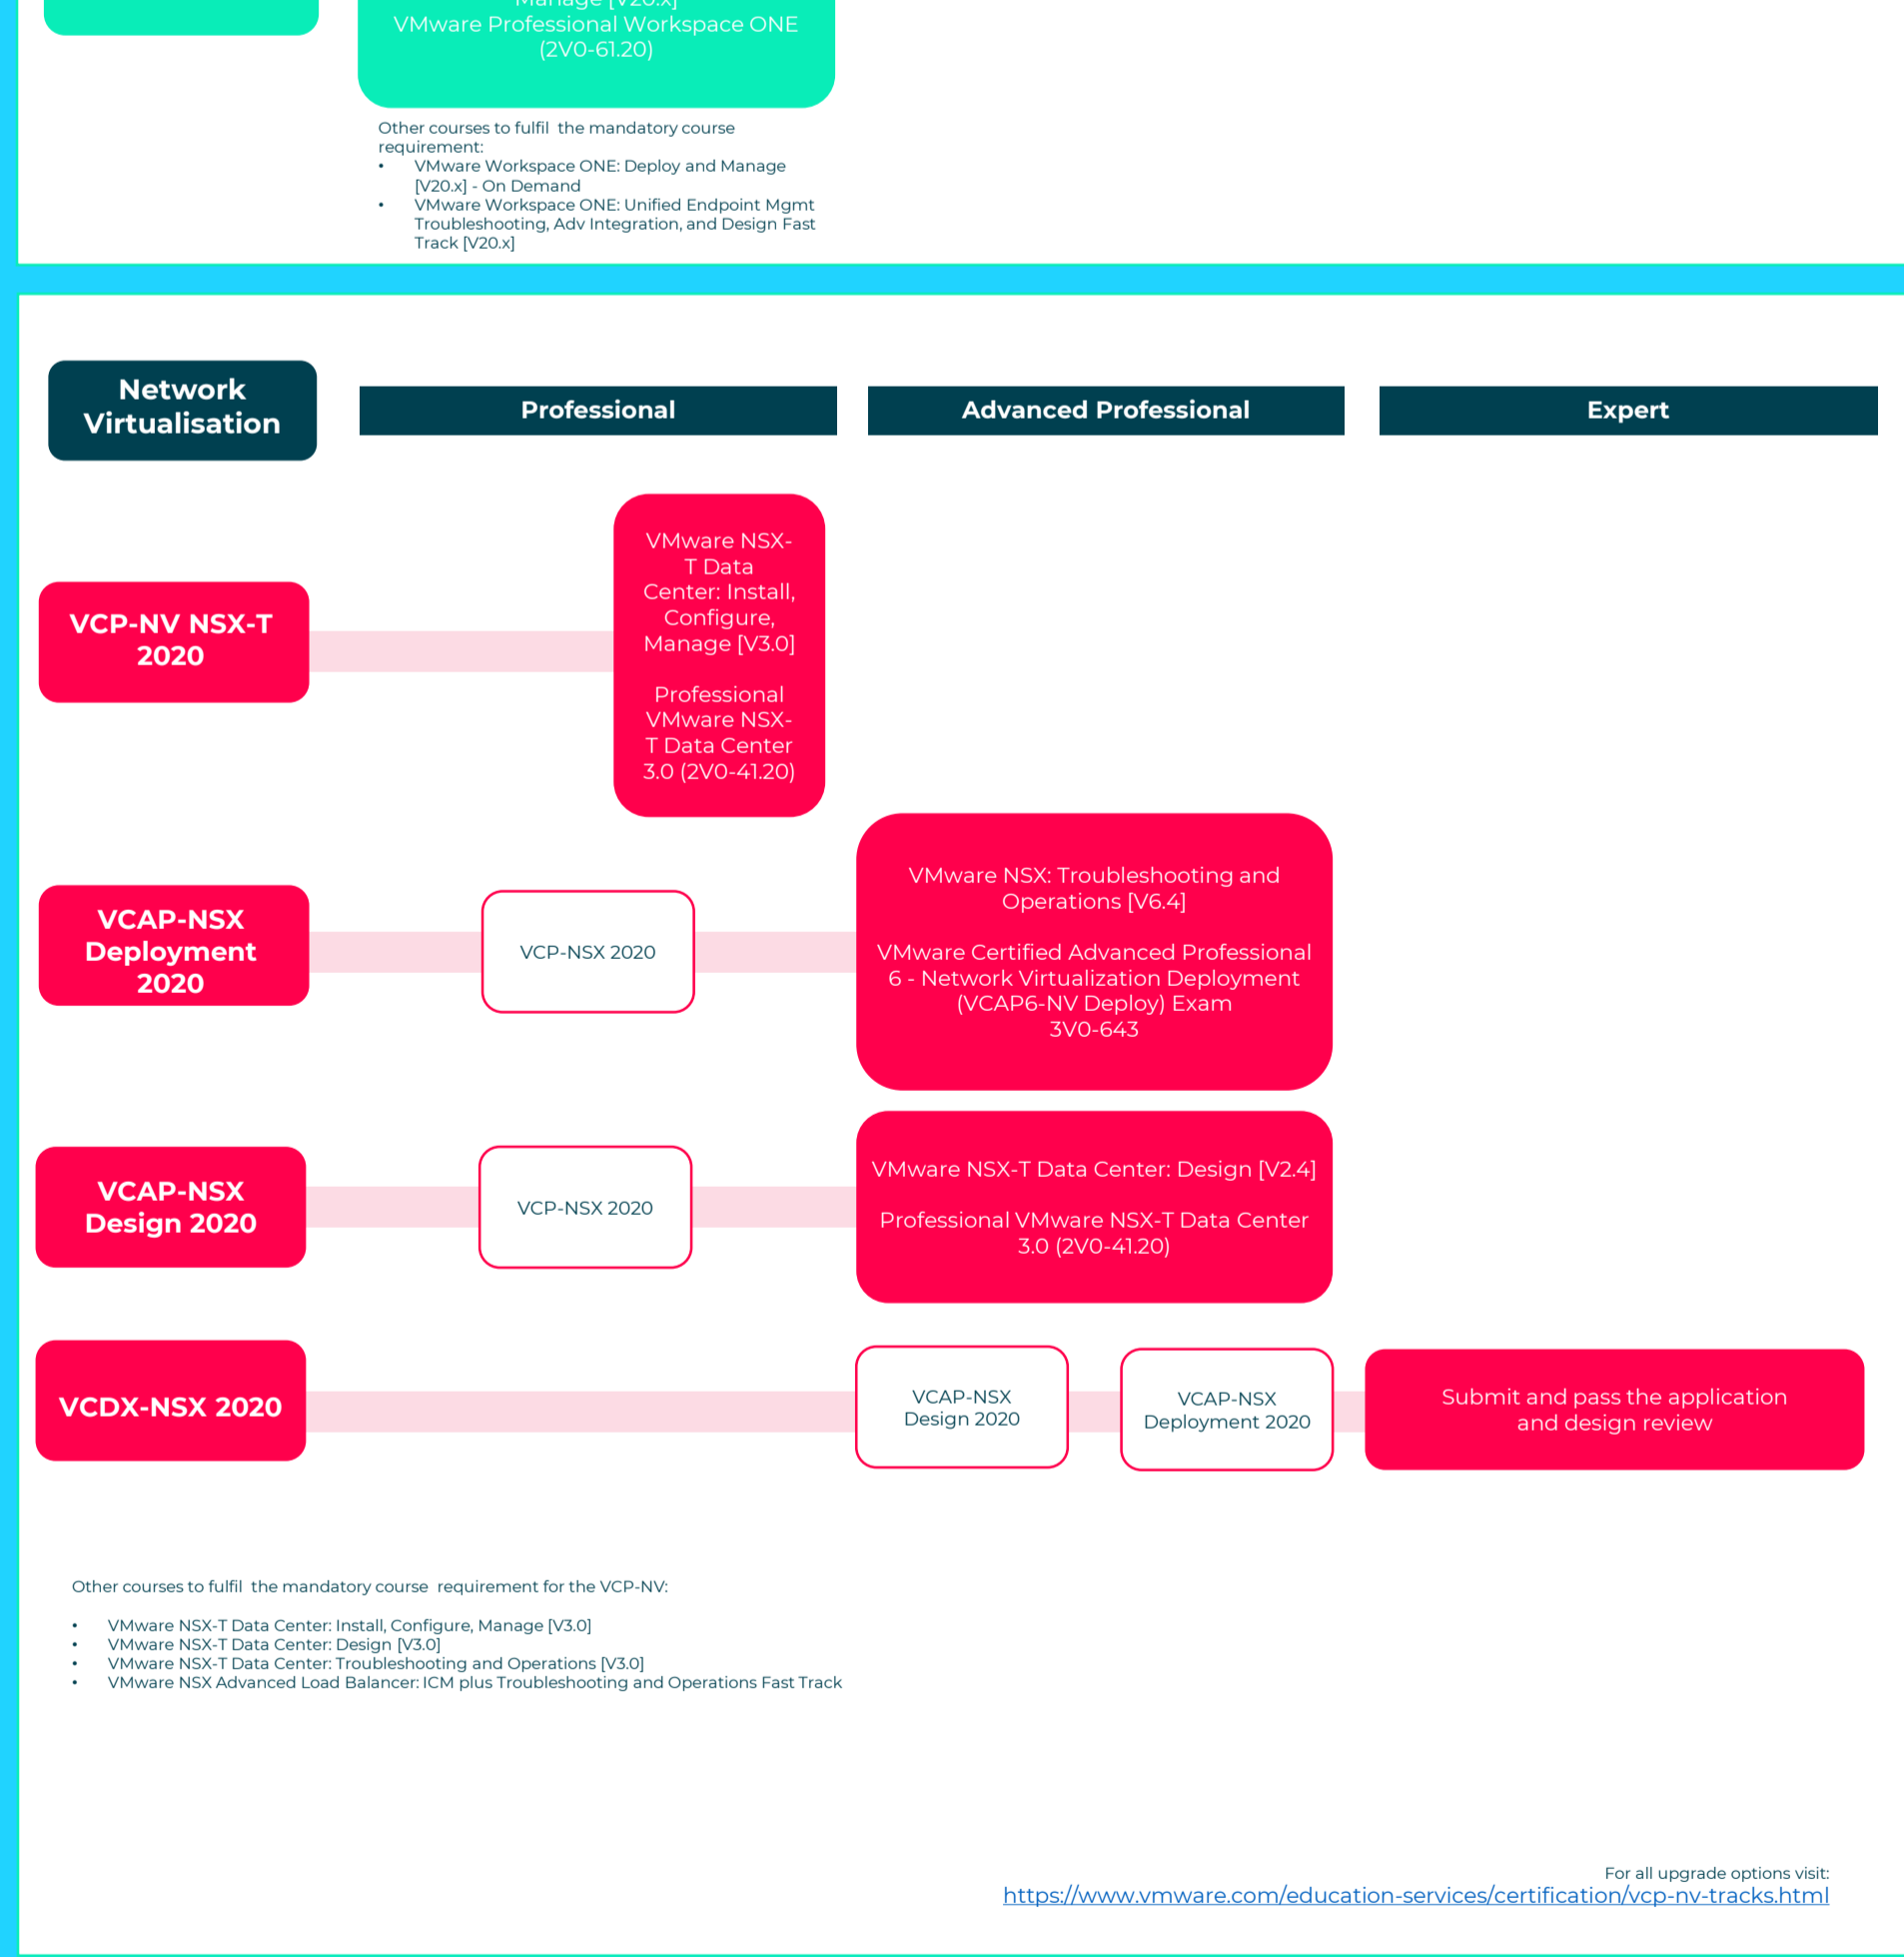 Manage [V20.x]
VMware Professional Workspace ONE
(2V0-61.20)
Other courses to fulfil  the mandatory course
requirement:
• VMware Workspace ONE: Deploy and Manage
[V20.x] - On Demand
• VMware Workspace ONE: Unified Endpoint Mgmt
Troubleshooting, Adv Integration, and Design Fast
Track [V20.x]
Network
Virtualisation
Professional
Advanced Professional
Expert
VCP-NV NSX-T
2020
VMware NSX-
T Data
Center: Install,
Configure,
Manage [V3.0]
Professional
VMware NSX-
T Data Center
3.0 (2V0-41.20)
VCAP-NSX
Deployment
2020
VCP-NSX 2020
VMware NSX: Troubleshooting and
Operations [V6.4]
VMware Certified Advanced Professional
6 - Network Virtualization Deployment
(VCAP6-NV Deploy) Exam
3V0-643
VCAP-NSX
Design 2020
VCP-NSX 2020
VMware NSX-T Data Center: Design [V2.4]
Professional VMware NSX-T Data Center
3.0 (2V0-41.20)
VCDX-NSX 2020
VCAP-NSX
Design 2020
VCAP-NSX
Deployment 2020
Submit and pass the application
and design review
Other courses to fulfil  the mandatory course  requirement for the VCP-NV:
• VMware NSX-T Data Center: Install, Configure, Manage [V3.0]
• VMware NSX-T Data Center: Design [V3.0]
• VMware NSX-T Data Center: Troubleshooting and Operations [V3.0]
• VMware NSX Advanced Load Balancer: ICM plus Troubleshooting and Operations Fast Track
For all upgrade options visit:
https://www.vmware.com/education-services/certification/vcp-nv-tracks.html